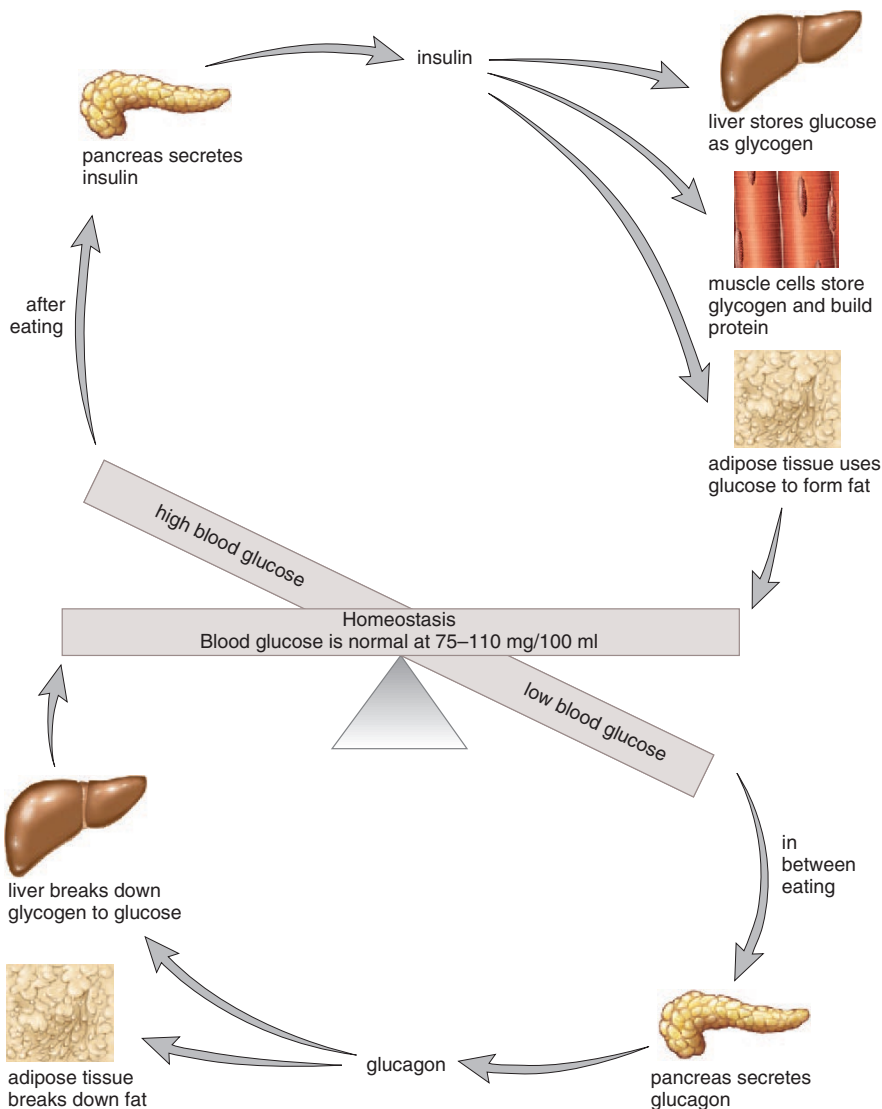 insulin
pancreas secretes
insulin
liver stores glucose
as glycogen
muscle cells store
glycogen and build
protein
after
eating
adipose tissue uses
glucose to form fat
high blood glucose
Homeostasis
Blood glucose is normal at 75–110 mg/100 ml
low blood glucose
in
between
eating
liver breaks down
glycogen to glucose
glucagon
adipose tissue
breaks down fat
pancreas secretes
glucagon